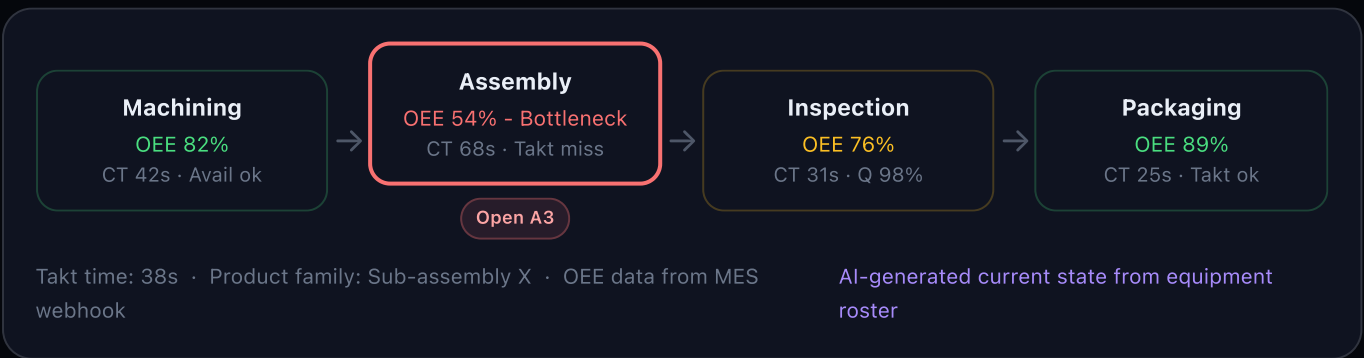 Machining
OEE 82%
CT 42s · Avail ok
Assembly
OEE 54% - Bottleneck
CT 68s · Takt miss
Open A3
Inspection
OEE 76%
CT 31s · Q 98%
Packaging
OEE 89%
CT 25s · Takt ok
Takt time: 38s · Product family: Sub-assembly X · OEE data from MES
webhook
AI-generated current state from equipment
roster